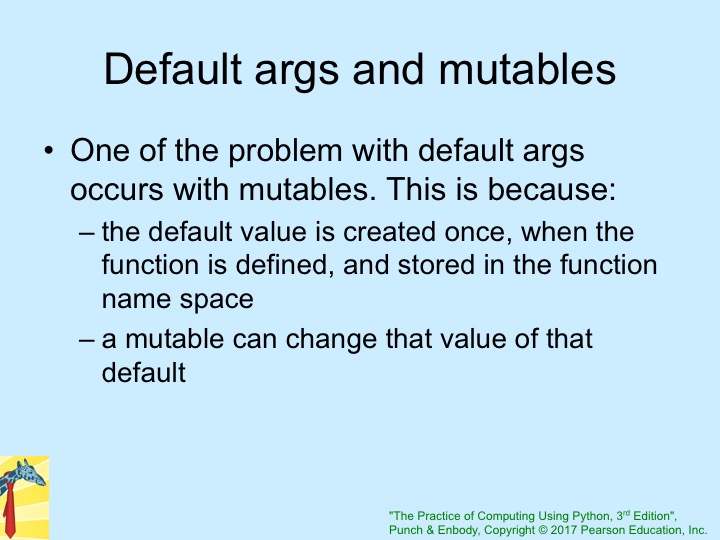 Default args and mutables
• One of the problem with default args
occurs with mutables. This is because:
– the default value is created once, when the
function is defined, and stored in the function
name space
– a mutable can change that value of that
default
"The Practice of Computing Using Python, 3rd Edition",
Punch & Enbody, Copyright © 2017 Pearson Education, Inc.